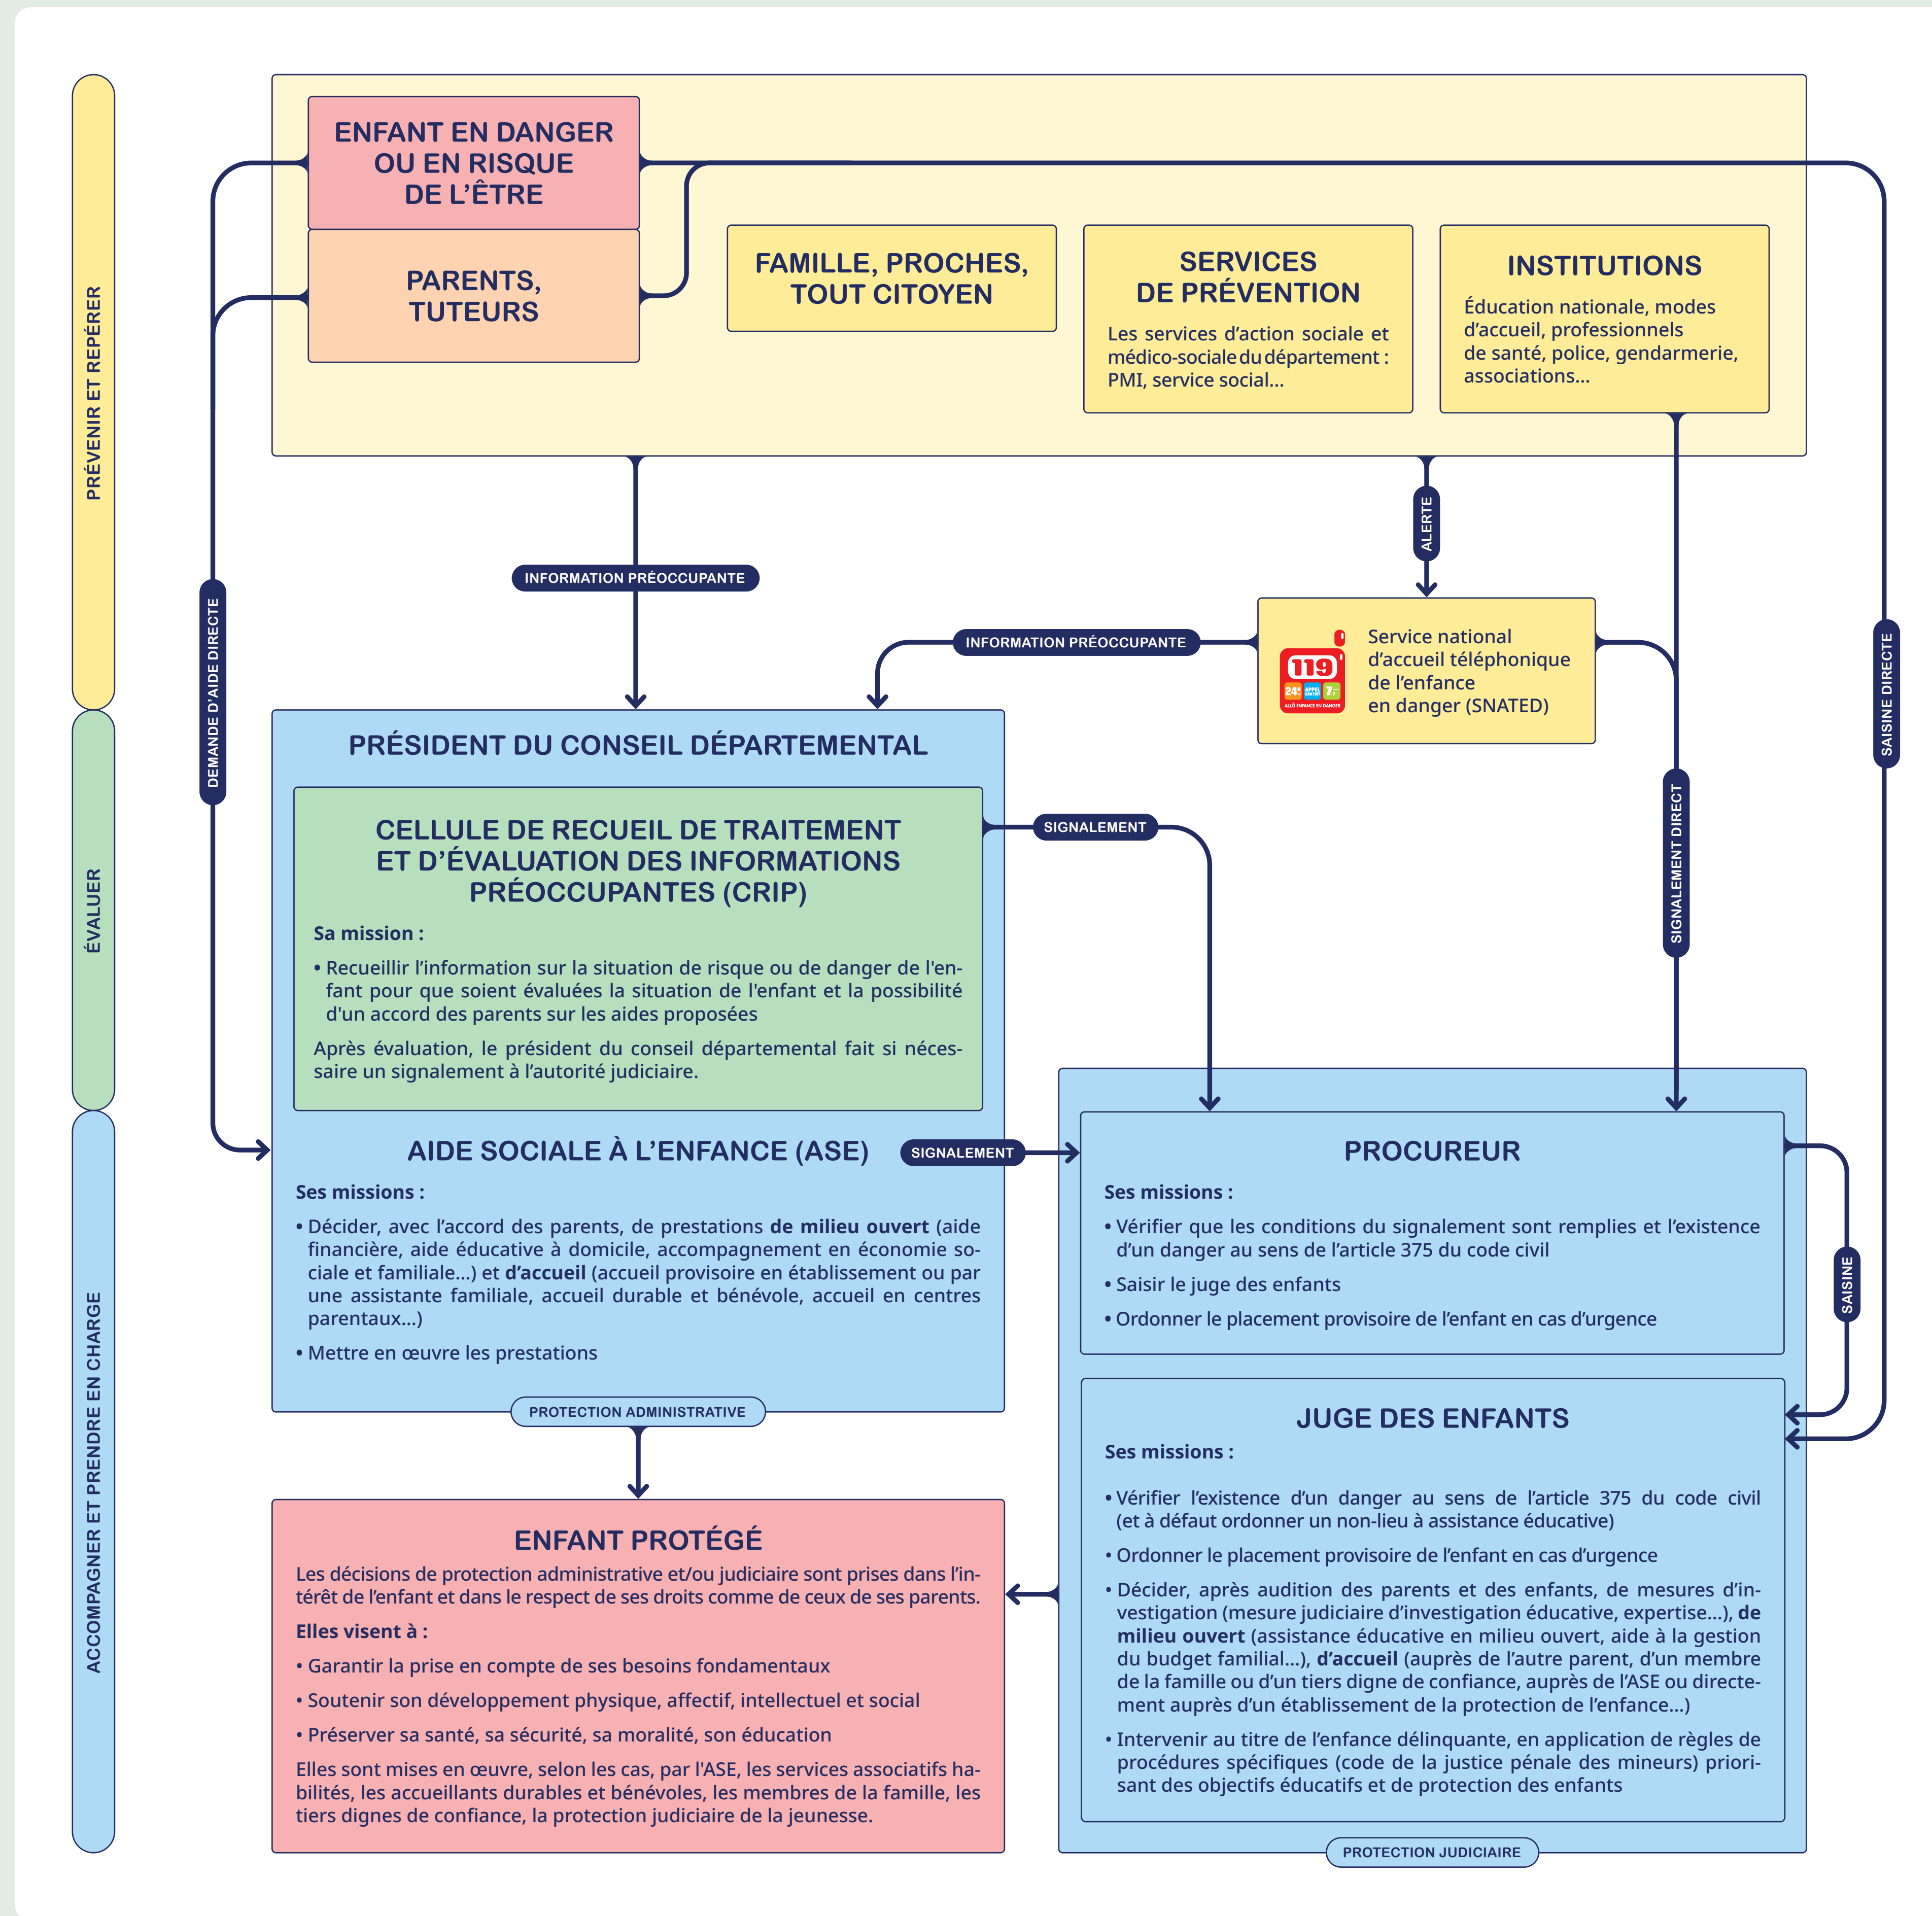 PRÉVENIR ET REPÉRER
ÉVALUER
ACCOMPAGNER ET PRENDRE EN CHARGE
ENFANT EN DANGER
OU EN RISQUE
DE L’ÊTRE
PARENTS,
TUTEURS
FAMILLE, PROCHES,
TOUT CITOYEN
SERVICES
DE PRÉVENTION
Les services d’action sociale et
médico-sociale du département :
PMI, service social...
INSTITUTIONS
Éducation nationale, modes
d’accueil, professionnels
de santé, police, gendarmerie,
associations...
DEMANDE D’AIDE DIRECTE
INFORMATION PRÉOCCUPANTE
ALERTE
INFORMATION PRÉOCCUPANTE
119
24
APPEL
GRATUIT
7
ALLÔ ENFANCE EN DANGER
Service national
d’accueil téléphonique
de l’enfance
en danger (SNATED)
SAISINE DIRECTE
SIGNALEMENT DIRECT
PRÉSIDENT DU CONSEIL DÉPARTEMENTAL
CELLULE DE RECUEIL DE TRAITEMENT
ET D’ÉVALUATION DES INFORMATIONS
PRÉOCCUPANTES (CRIP)
Sa mission :
• Recueillir l’information sur la situation de risque ou de danger de l'en-
fant pour que soient évaluées la situation de l'enfant et la possibilité
d'un accord des parents sur les aides proposées
Après évaluation, le président du conseil départemental fait si néces-
saire un signalement à l’autorité judiciaire.
SIGNALEMENT
AIDE SOCIALE À L’ENFANCE (ASE)
SIGNALEMENT
Ses missions :
• Décider, avec l’accord des parents, de prestations de milieu ouvert (aide
financière, aide éducative à domicile, accompagnement en économie so-
ciale et familiale...) et d’accueil (accueil provisoire en établissement ou par
une assistante familiale, accueil durable et bénévole, accueil en centres
parentaux...)
• Mettre en œuvre les prestations
PROTECTION ADMINISTRATIVE
PROCUREUR
Ses missions :
• Vérifier que les conditions du signalement sont remplies et l’existence
d’un danger au sens de l’article 375 du code civil
• Saisir le juge des enfants
• Ordonner le placement provisoire de l’enfant en cas d’urgence
SAISINE
JUGE DES ENFANTS
Ses missions :
• Vérifier l’existence d’un danger au sens de l’article 375 du code civil
(et à défaut ordonner un non-lieu à assistance éducative)
• Ordonner le placement provisoire de l’enfant en cas d’urgence
• Décider, après audition des parents et des enfants, de mesures d’in-
vestigation (mesure judiciaire d’investigation éducative, expertise...), de
milieu ouvert (assistance éducative en milieu ouvert, aide à la gestion
du budget familial...), d’accueil (auprès de l’autre parent, d’un membre
de la famille ou d’un tiers digne de confiance, auprès de l’ASE ou directe-
ment auprès d’un établissement de la protection de l’enfance...)
• Intervenir au titre de l’enfance délinquante, en application de règles de
procédures spécifiques (code de la justice pénale des mineurs) priori-
sant des objectifs éducatifs et de protection des enfants
PROTECTION JUDICIAIRE
ENFANT PROTÉGÉ
Les décisions de protection administrative et/ou judiciaire sont prises dans l’in-
térêt de l’enfant et dans le respect de ses droits comme de ceux de ses parents.
Elles visent à :
• Garantir la prise en compte de ses besoins fondamentaux
• Soutenir son développement physique, affectif, intellectuel et social
• Préserver sa santé, sa sécurité, sa moralité, son éducation
Elles sont mises en œuvre, selon les cas, par l'ASE, les services associatifs ha-
bilités, les accueillants durables et bénévoles, les membres de la famille, les
tiers dignes de confiance, la protection judiciaire de la jeunesse.